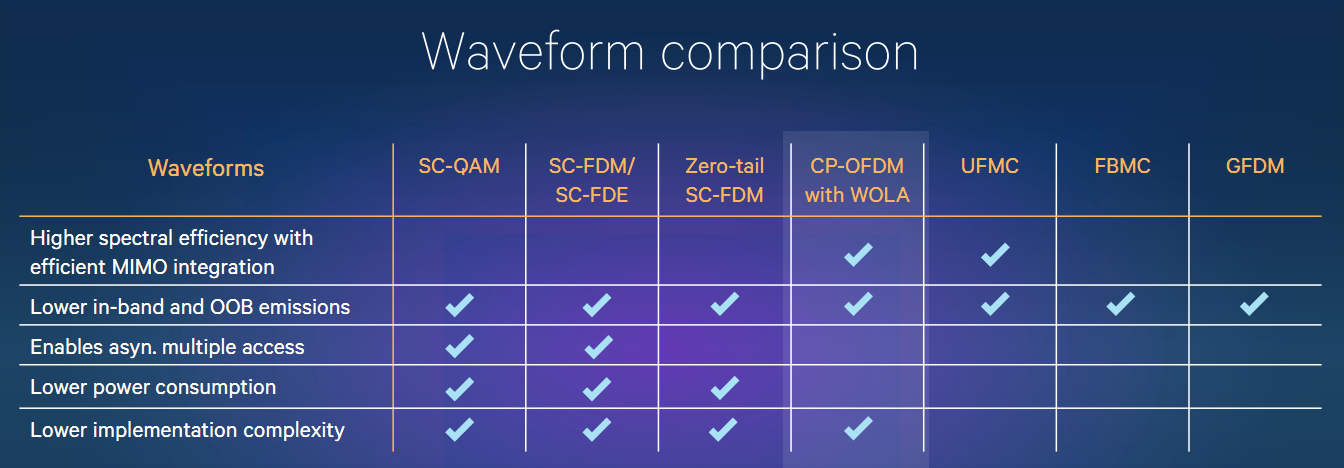 Waveform comparison
Waveforms
SC-QAM
SC-FDM/
SC-FDE
Zero-tail
SC-FDM
CP-OFDM
with WOLA
UFMC
FBMC
GFDM
Higher spectral efficiency with
efficient MIMO integration
Lower in-band and OOB emissions
Enables asyn. multiple access
Lower power consumption
Lower implementation complexity